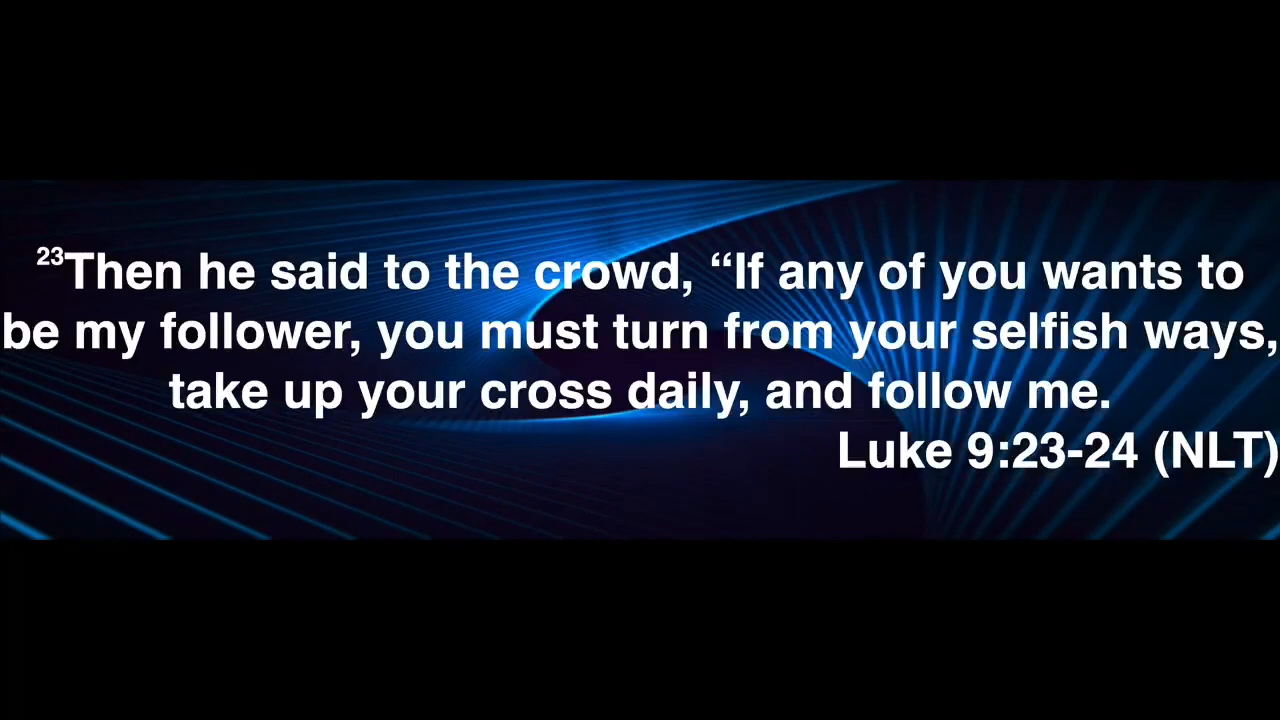 ²³Then he said to the crowd, “If any of you wants to
be my follower, you must turn from your selfish ways,
take up your cross daily, and follow me.
Luke 9:23-24 (NLT)